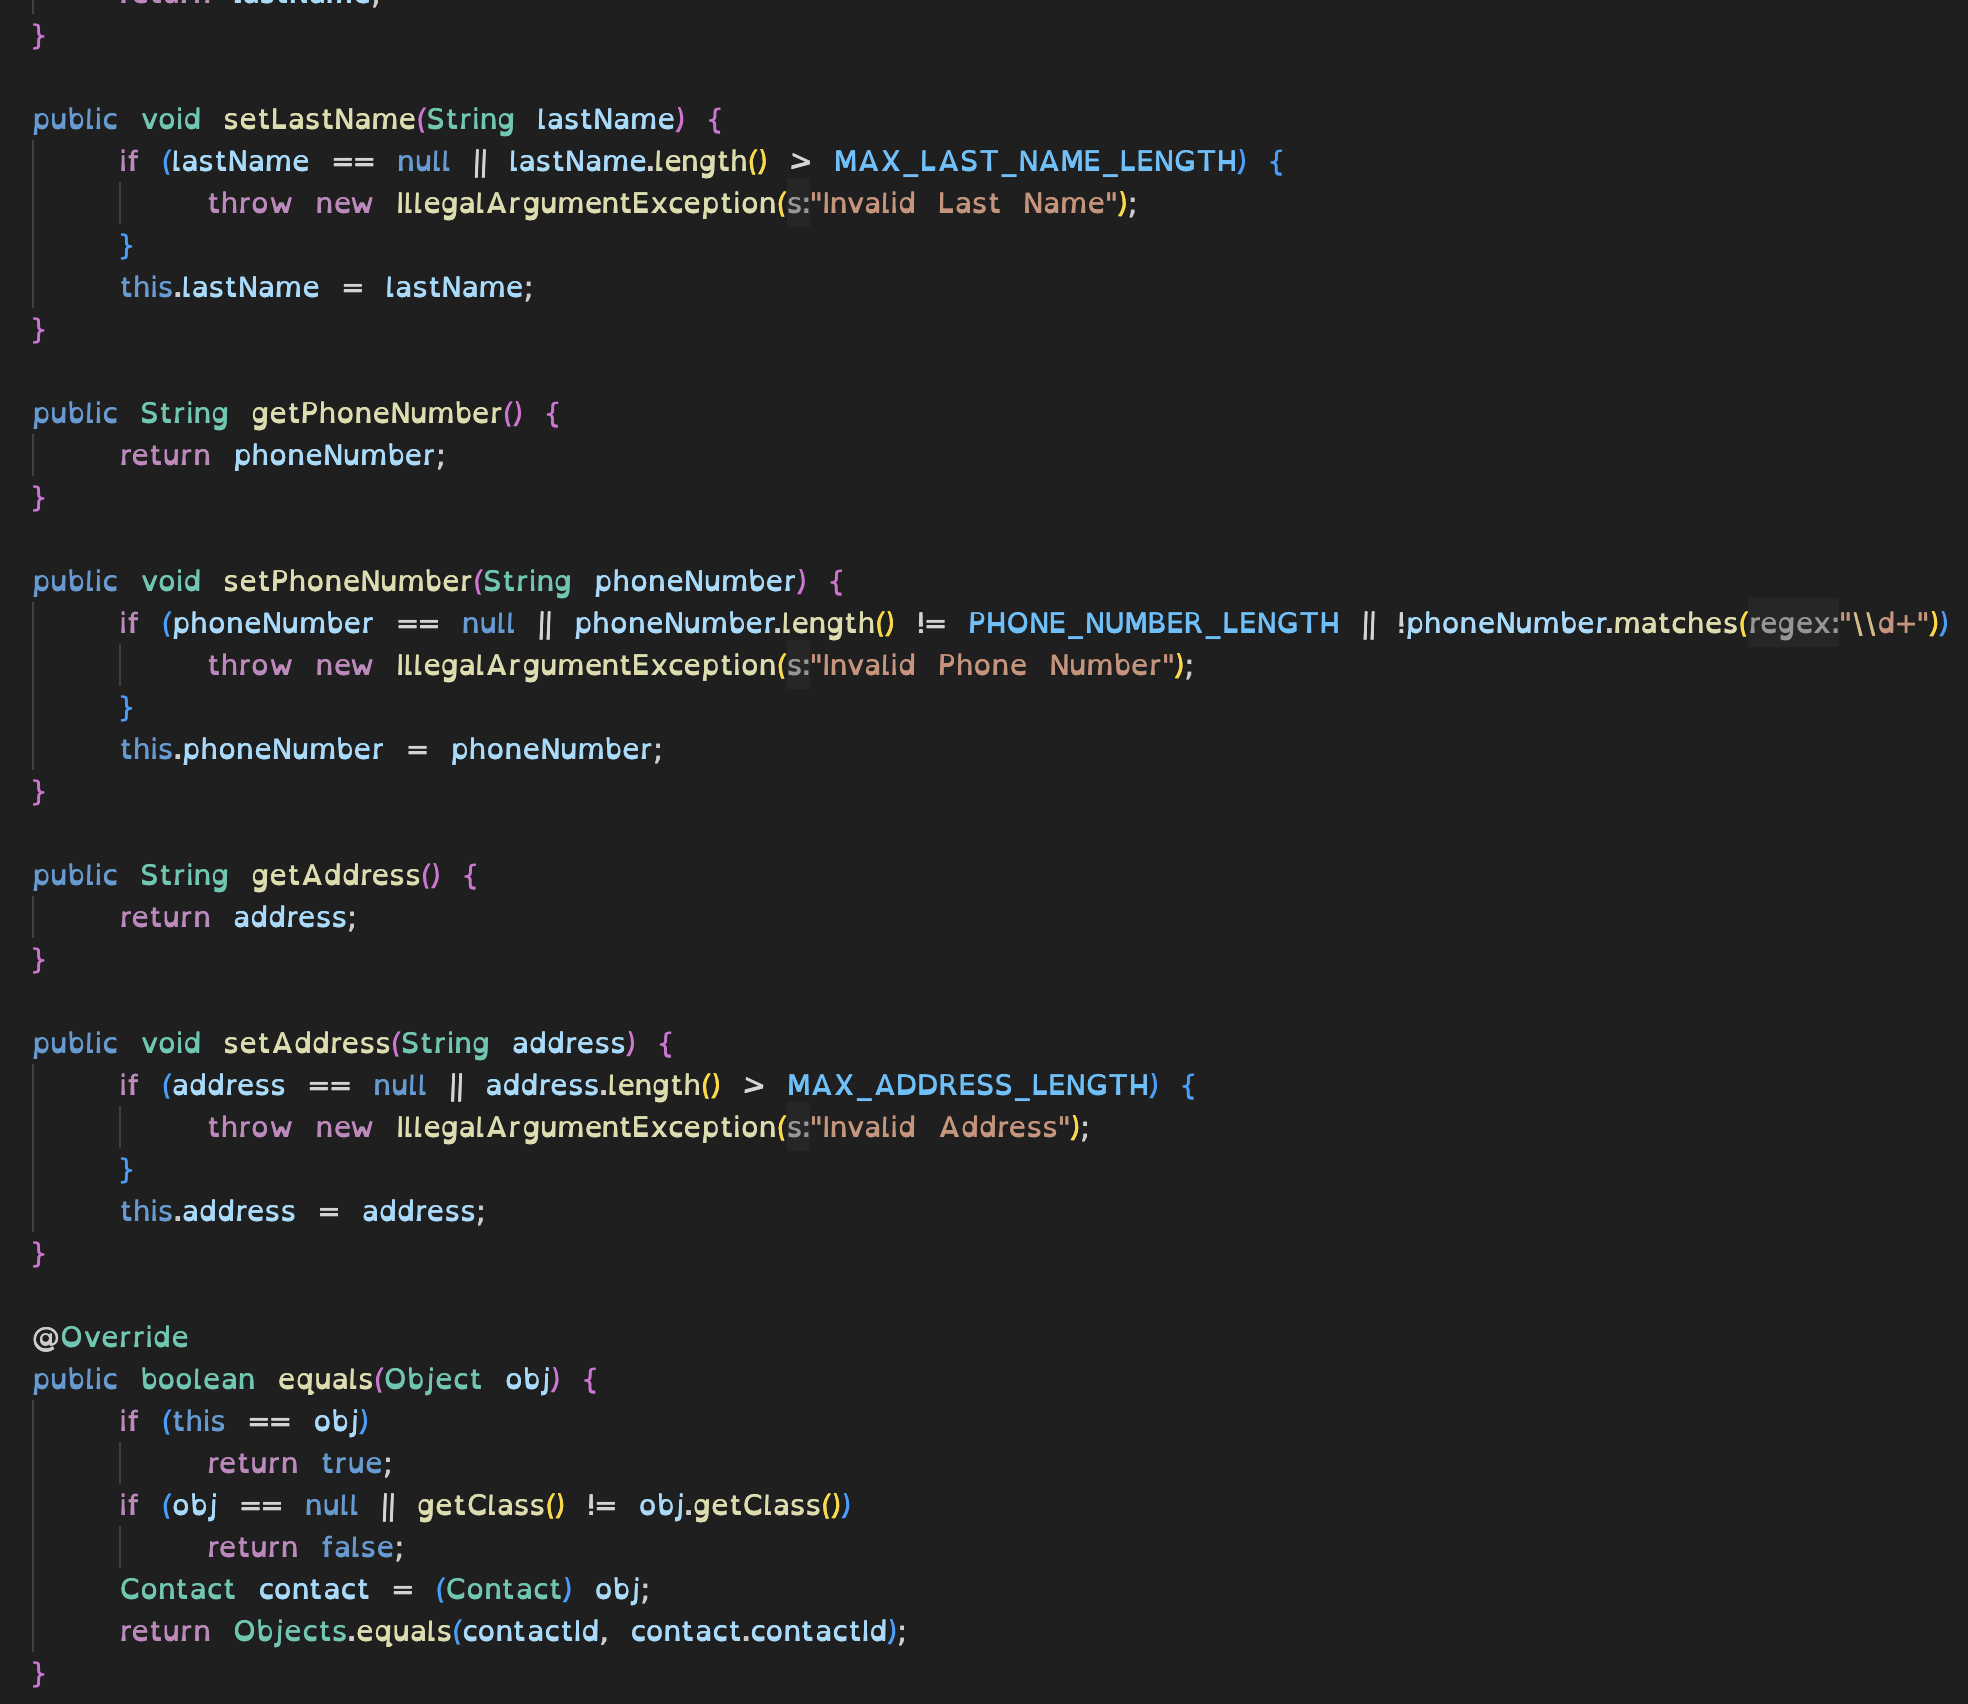 return lastName;
}
public void setLastName(String lastName) {
if (lastName == null || lastName.length() > MAX_LAST_NAME_LENGTH) {
throw new IllegalArgumentException(s:"Invalid Last Name");
}
this.lastName = lastName;
}
public String getPhoneNumber() {
return phoneNumber;
}
public void setPhoneNumber(String phoneNumber) {
if (phoneNumber == null || phoneNumber.length() != PHONE_NUMBER_LENGTH || !phoneNumber.matches(regex:"\\d+"))
throw new IllegalArgumentException(s:"Invalid Phone Number");
}
this.phoneNumber = phoneNumber;
}
public String getAddress() {
return address;
}
public void setAddress(String address) {
if (address == null || address.length() > MAX_ADDRESS_LENGTH) {
throw new IllegalArgumentException(s:"Invalid Address");
}
this.address = address;
}
@Override
public boolean equals(Object obj) {
if (this == obj)
return true;
if (obj == null || getClass() != obj.getClass())
return false;
Contact contact = (Contact) obj;
return Objects.equals(contactId, contact.contactId);
}